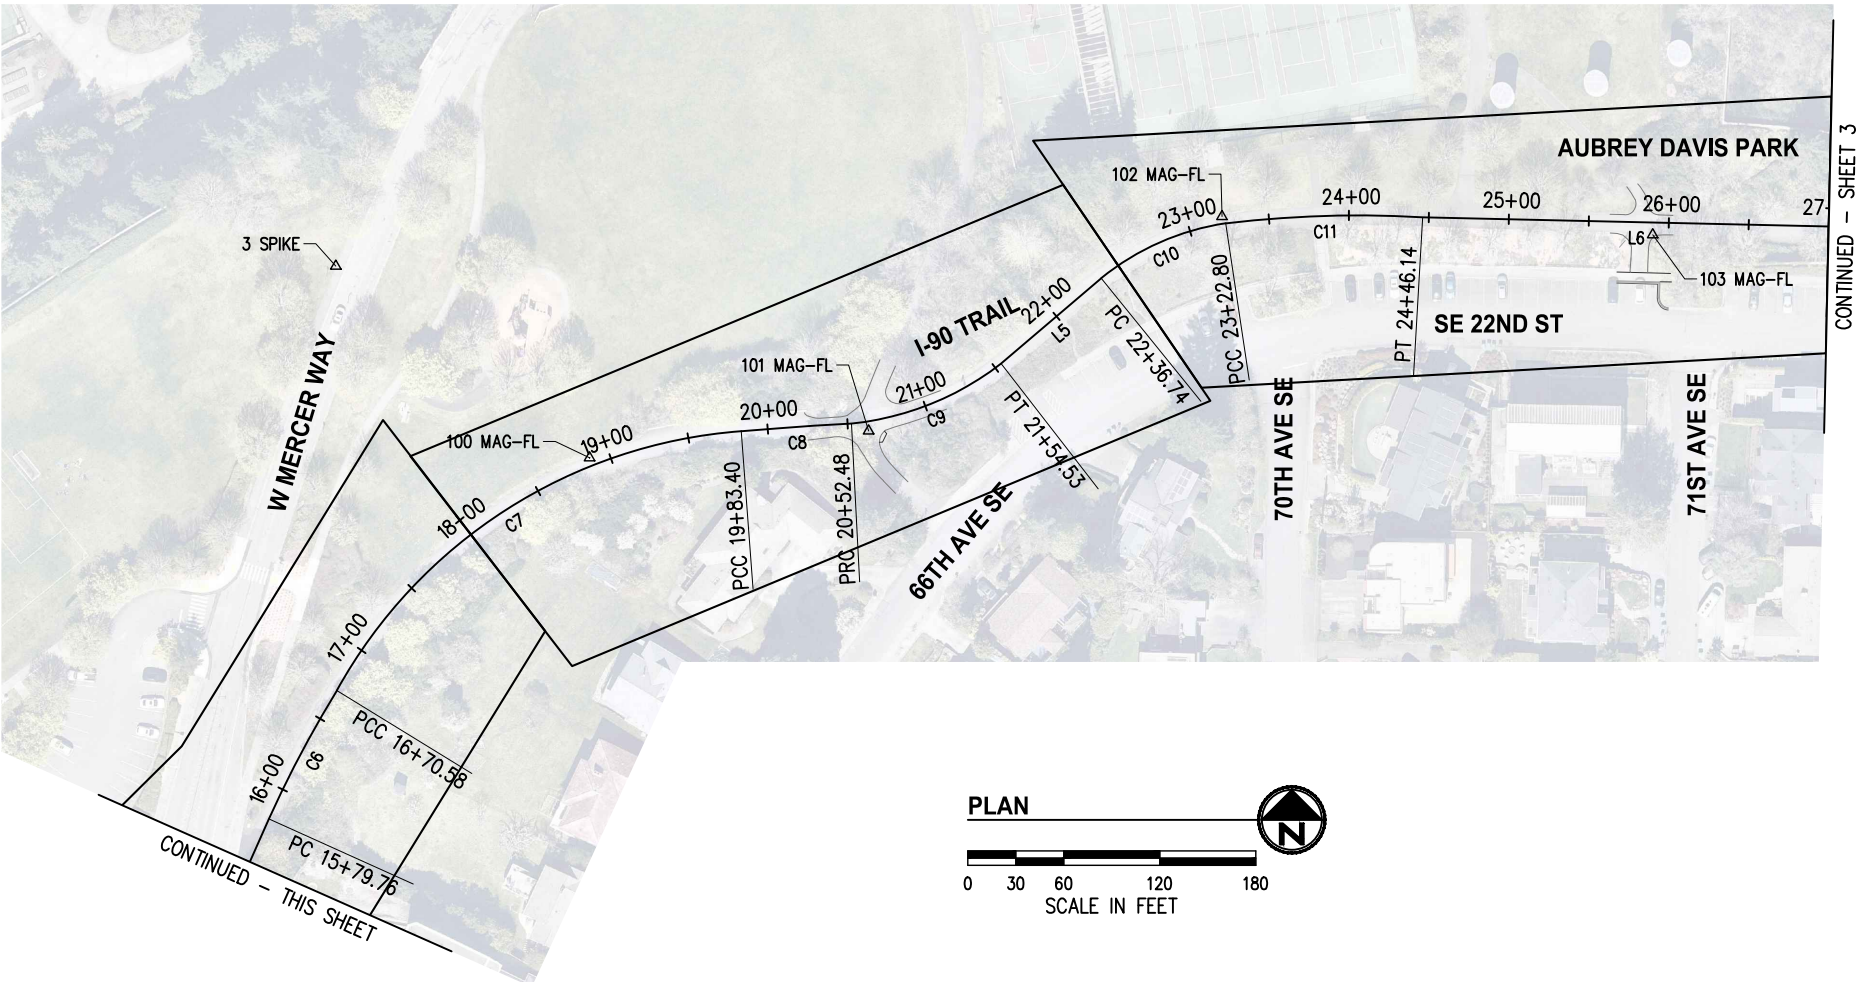 AUBREY DAVIS PARK
CONTINUED - SHEET 3
102 MAG-FL
23+00
24+00
25+00
26+00
27
C10
C11
L6
103 MAG-FL
3 SPIKE
22+00
L5
I-90 TRAIL
PC 22+36.74
PCC 23+22.80
PT 24+46.14
SE 22ND ST
W MERCER WAY
101 MAG-FL
20+00
21+00
C8
C9
PT 21+54.53
70TH AVE SE
71ST AVE SE
100 MAG-FL
19+00
18+00
C7
PCC 19+83.40
PRC 20+52.48
66TH AVE SE
17+00
PCC 16+70.58
16+00
C6
PC 15+79.76
CONTINUED - THIS SHEET
PLAN
N
0 30 60 120 180
SCALE IN FEET